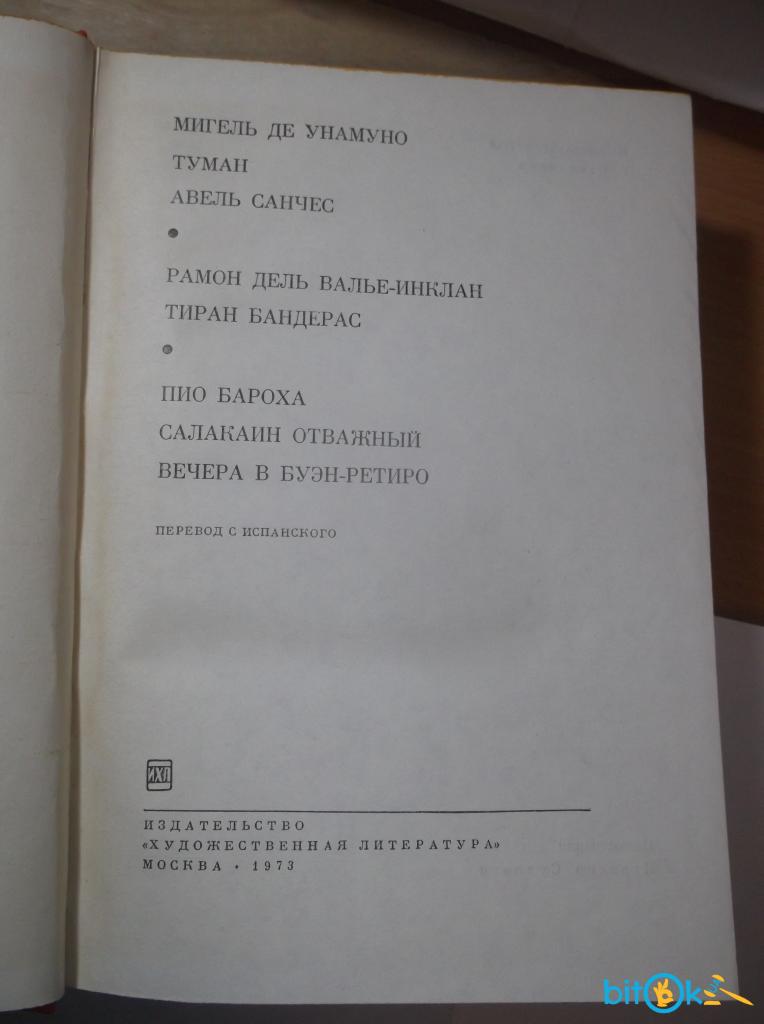 МИГЕЛЬ ДЕ УНАМУНО
ТУМАН
АВЕЛЬ САНЧЕС
РАМОН ДЕЛЬ ВАЛЬЕ-ИНКЛАН
ТИРАН БАНДЕРАС
ПИО БАРОХА
САЛАКАИН ОТВАЖНЫЙ
ВЕЧЕРА В БУЭН-РЕТИРО
ПЕРЕВОД С ИСПАНСКОГО
ИХЛ
ИЗДАТЕЛЬСТВО
«ХУДОЖЕСТВЕННАЯ ЛИТЕРАТУРА»
МОСКВА • 1973
bitOk